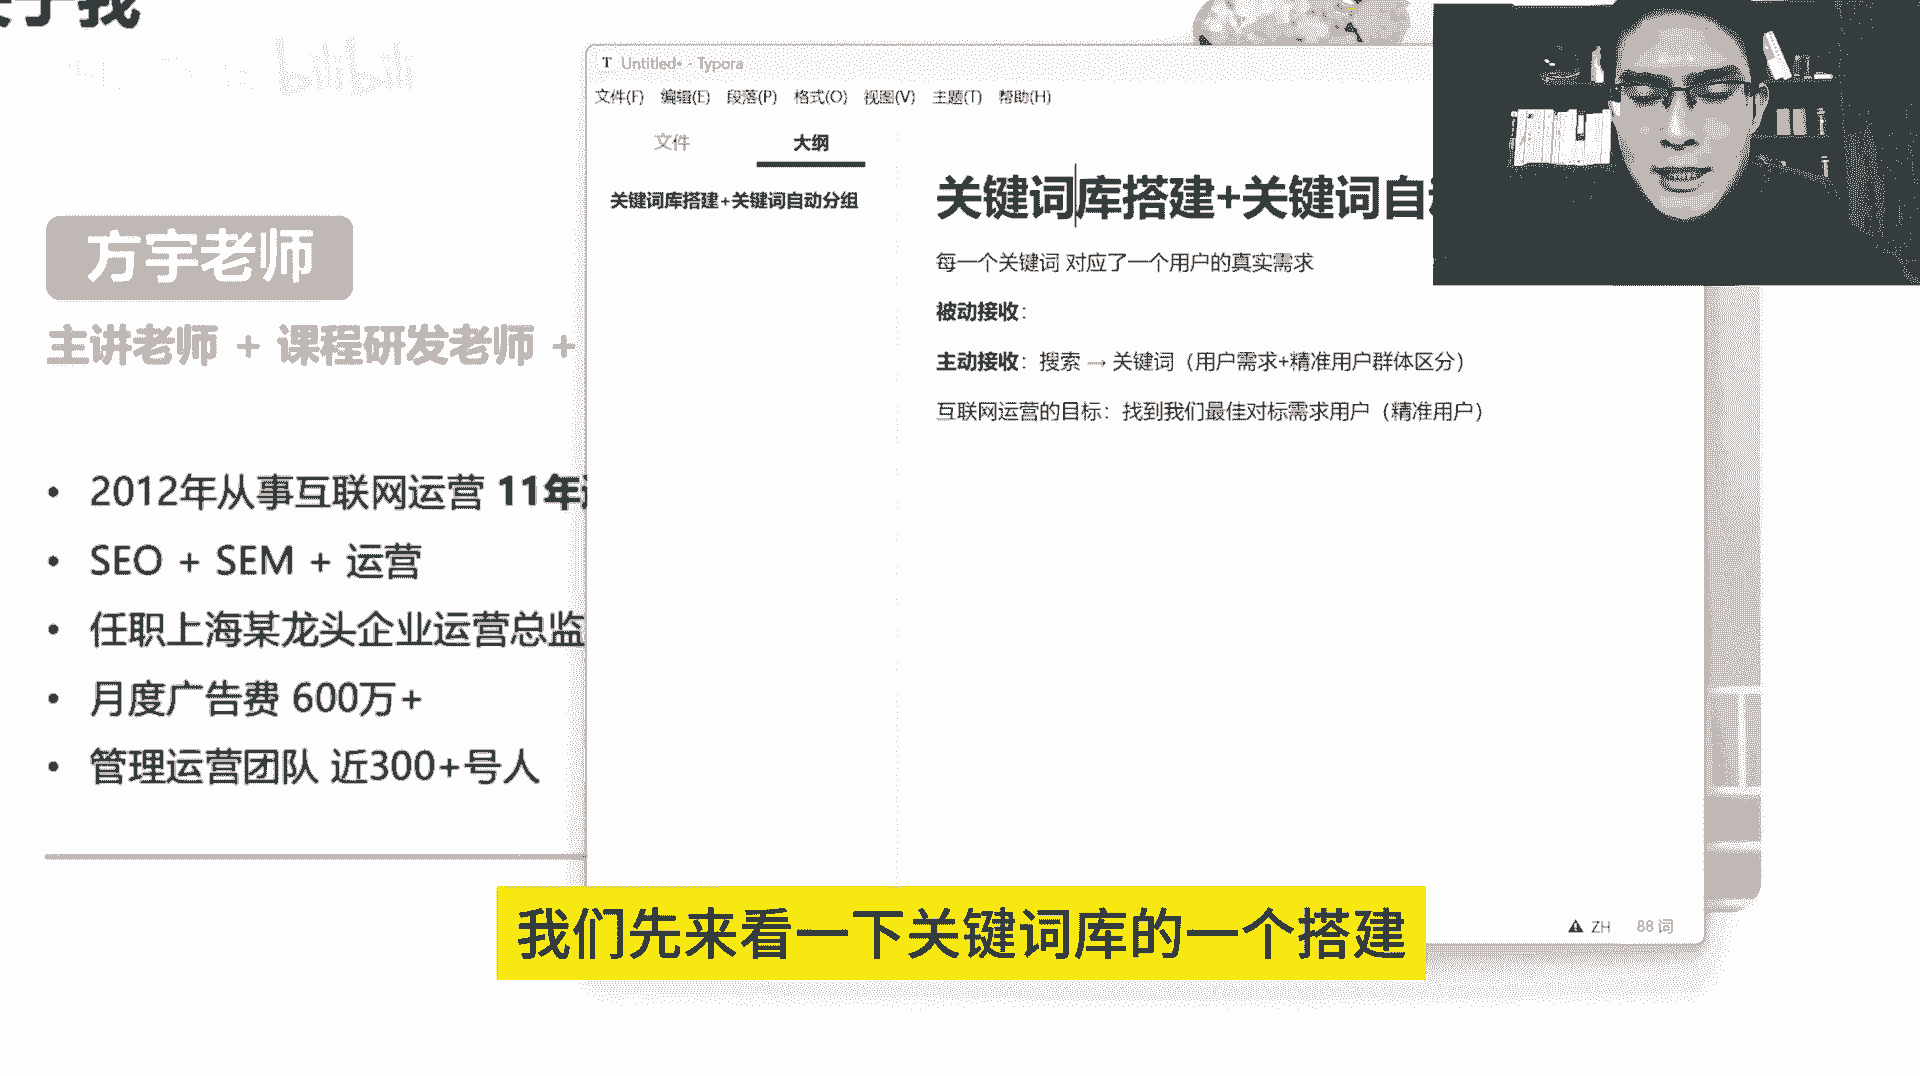 于我
bilibili
方宇老师
主讲老师 + 课程研发老师 +
• 2012年从事互联网运营 11年
• SEO + SEM + 运营
• 任职上海某龙头企业运营总监
• 月度广告费 600万+
• 管理运营团队 近300+号人
Untitled• - Typora
文件(F) 编辑(E) 段落(P) 格式(O) 视图(V) 主题(T) 帮助(H)
文件 大纲
关键词库搭建+关键词自动分组
关键词库搭建+关键词自
每一个关键词 对应了一个用户的真实需求
被动接收：
主动接收：搜索 → 关键词（用户需求+精准用户群体区分）
互联网运营的目标：找到我们最佳对标需求用户（精准用户）
ZH 88 词
我们先来看一下关键词库的一个搭建